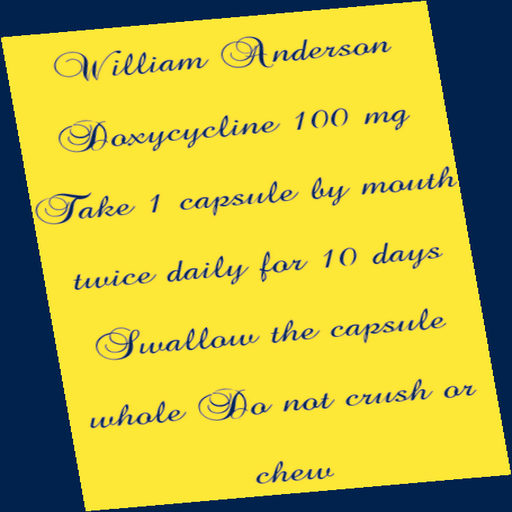 William Anderson
Doxycycline 100 mg
Take 1 capsule by mouth
twice daily for 10 days
Swallow the capsule
whole Do not crush or
chew